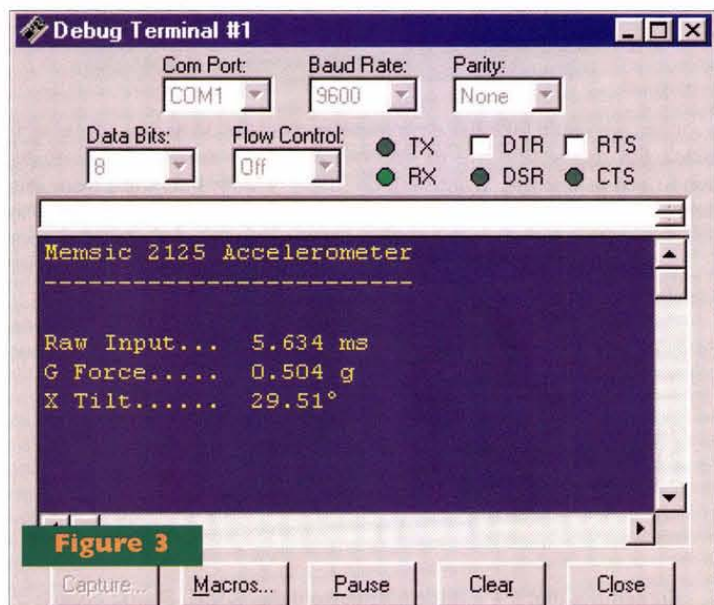 Debug Terminal #1
Com Port: Baud Rate: Parity:
COM1 9600 None
Data Bits: Flow Control: TX DTR RTS
8 Off RX DSR CTS
Memsic 2125 Accelerometer
--------------------------
Raw Input... 5.634 ms
G Force..... 0.504 g
X Tilt...... 29.51°
Figure 3
Capture... Macros... Pause Clear Close